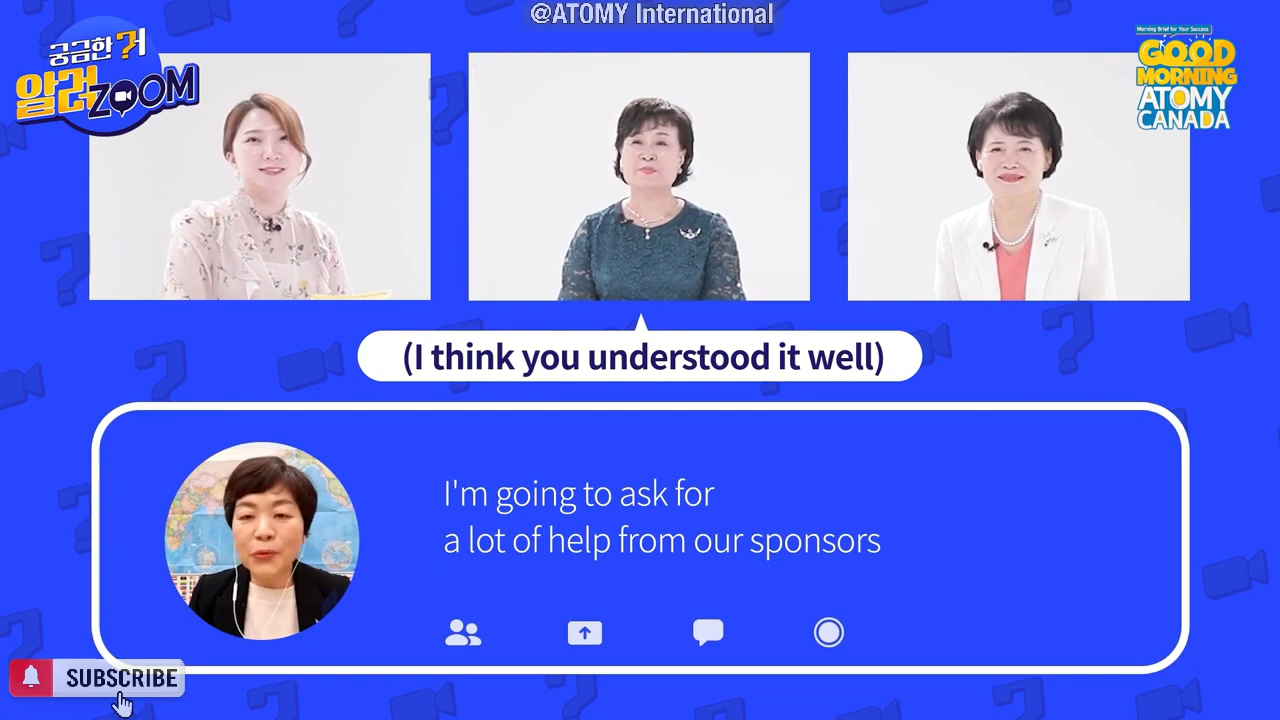 @ATOMY International
궁금한거
알려ZOOM
Morning Brief for Your Success
GOOD
MORNING
ATOMY
CANADA
(I think you understood it well)
I'm going to ask for
a lot of help from our sponsors
SUBSCRIBE